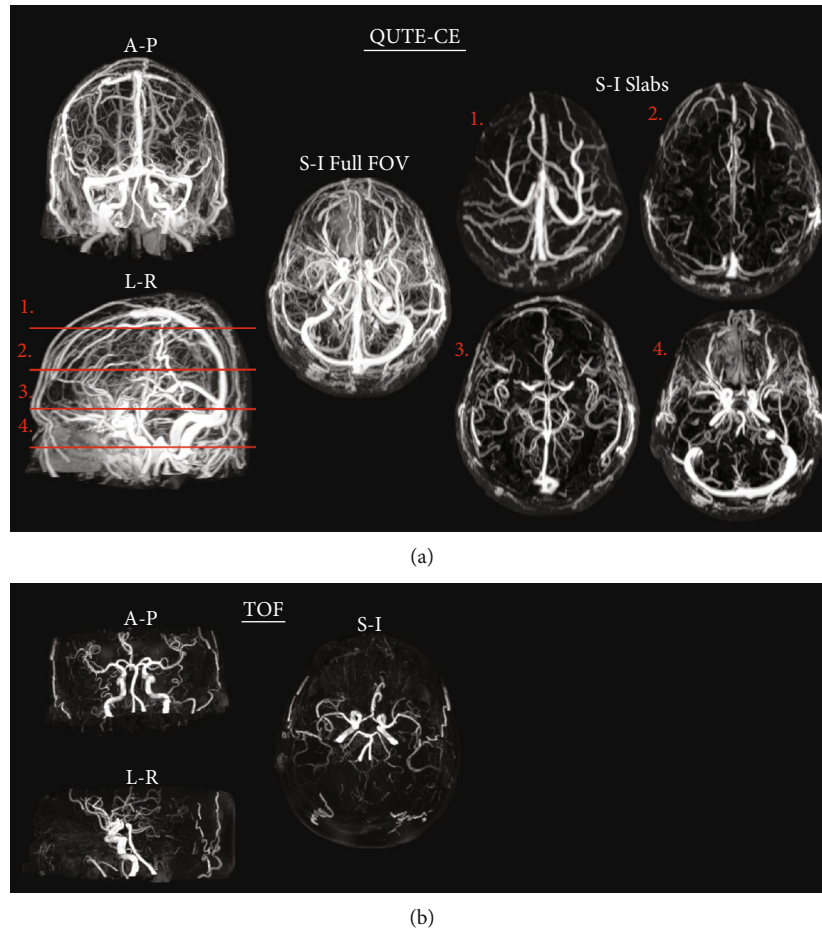 QUTE-CE
A-P
S-I Full FOV
S-I Slabs
1.
2.
3.
4.
L-R
1.
2.
3.
4.
(a)
TOF
A-P
S-I
L-R
(b)